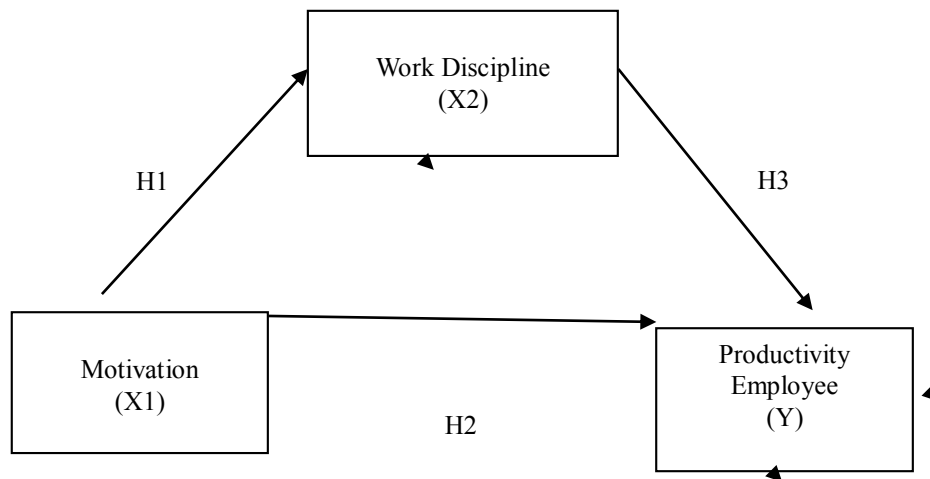 Work Discipline
(X2)
H1
H3
Motivation
(X1)
H2
Productivity
Employee
(Y)